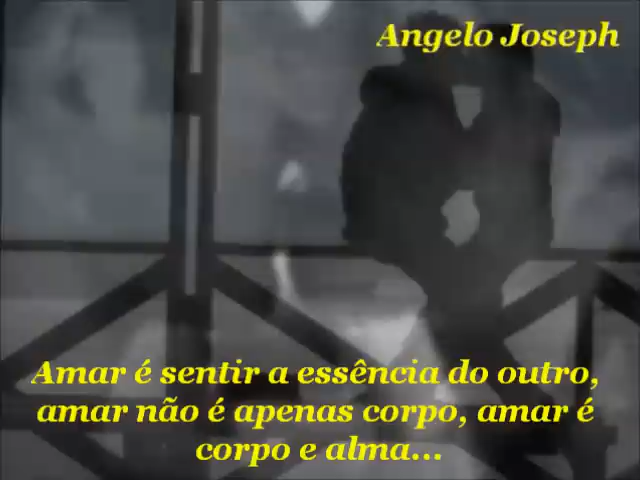 Angelo Joseph
Amar é sentir a essência do outro,
amar não é apenas corpo, amar é
corpo e alma...